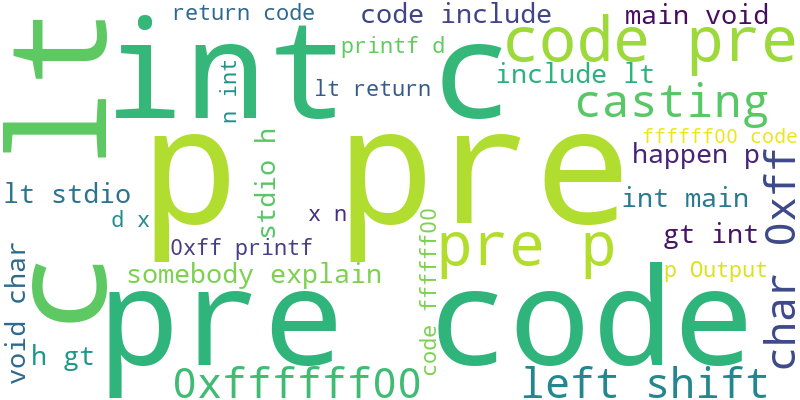 return code
code include
main void
lt c
int c
printf d
code pre
n int
lt return
include lt
casting
p pre
ffffff00 code
happen p
lt stdio
stdio h
int main
d x
x n
char 0xff
0xff printf
pre p
gt int
somebody explain
code ffffff00
p Output
void char
pre code
h gt
0xffffff00
left shift